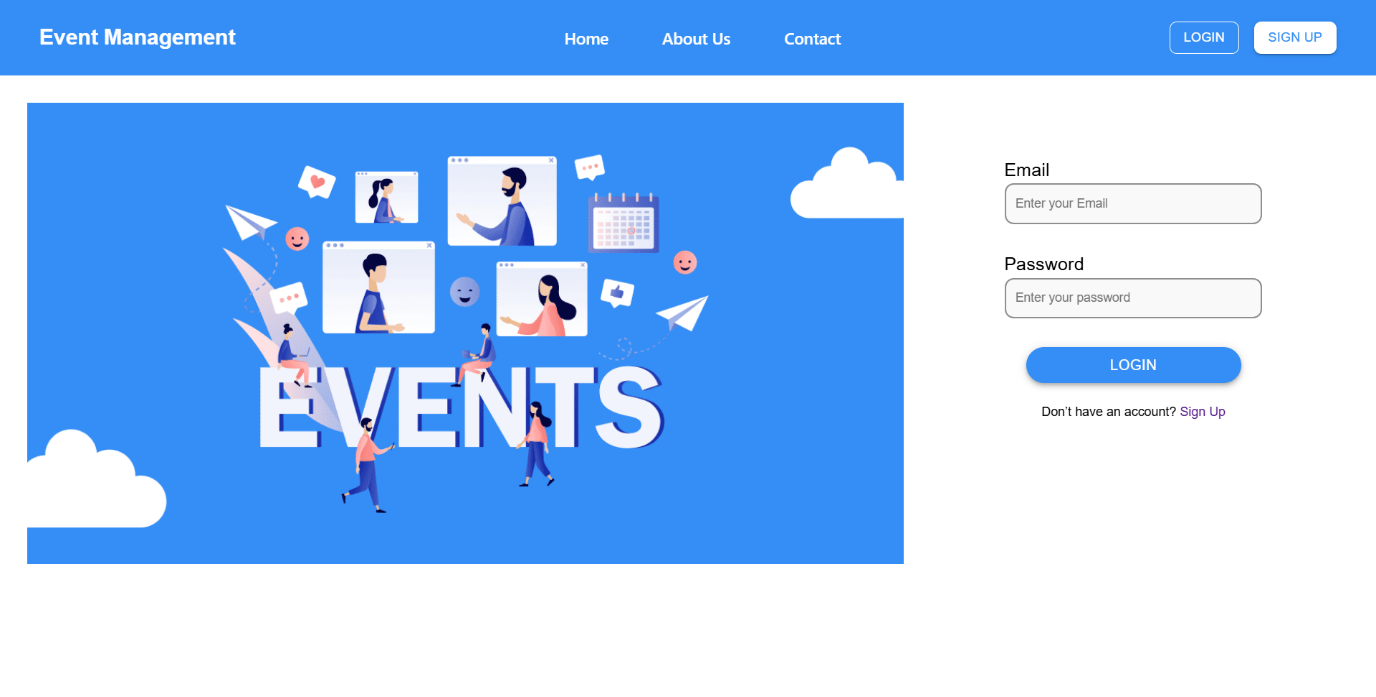 Event Management
Home
About Us
Contact
LOGIN
SIGN UP
EVENTS
Email
Enter your Email
Password
Enter your password
LOGIN
Don't have an account? Sign Up